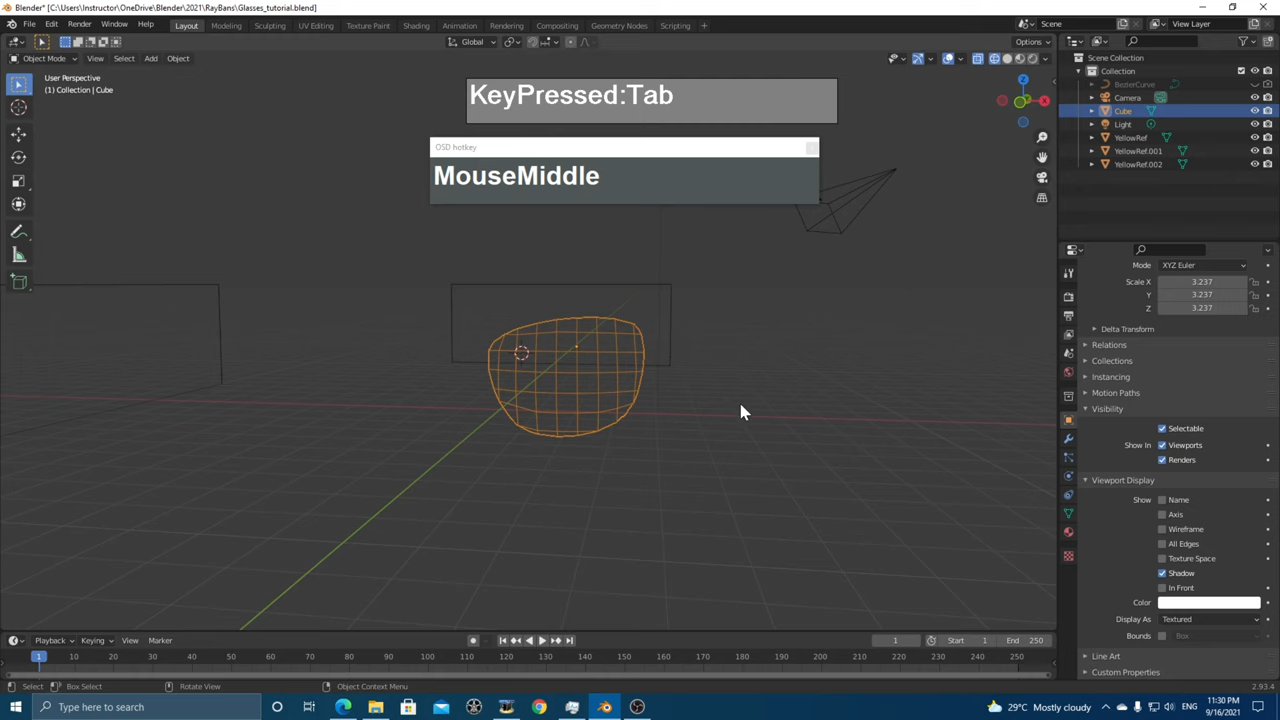 Blender* [C:\Users\Instructor\OneDrive\Blender\2021\RayBans\Glasses_tutorial.blend]
File Edit Render Window Help Layout Modeling Sculpting UV Editing Texture Paint Shading Animation Rendering Compositing Geometry Nodes Scripting + Scene View Layer
Global Options
Object Mode View Select Add Object
User Perspective
(1) Collection | Cube
KeyPressed:Tab
OSD hotkey
MouseMiddle
Z
X
Scene Collection
Collection
BezierCurve
Camera
Cube
Light
YellowRef
YellowRef.001
YellowRef.002
Mode XYZ Euler
Scale X 3.237
Y 3.237
Z 3.237
Delta Transform
Relations
Collections
Instancing
Motion Paths
Visibility
Selectable
Show In Viewports
Renders
Viewport Display
Show Name
Axis
Wireframe
All Edges
Texture Space
Shadow
In Front
Color
Display As Textured
Bounds Box
Line Art
Custom Properties
Playback Keying View Marker 1 Start 1 End 250
1 10 20 30 40 50 60 70 80 90 100 110 120 130 140 150 160 170 180 190 200 210 220 230 240 250
Select Box Select Rotate View Object Context Menu 2.93.4
Type here to search 29°C Mostly cloudy 11:30 PM
9/16/2021